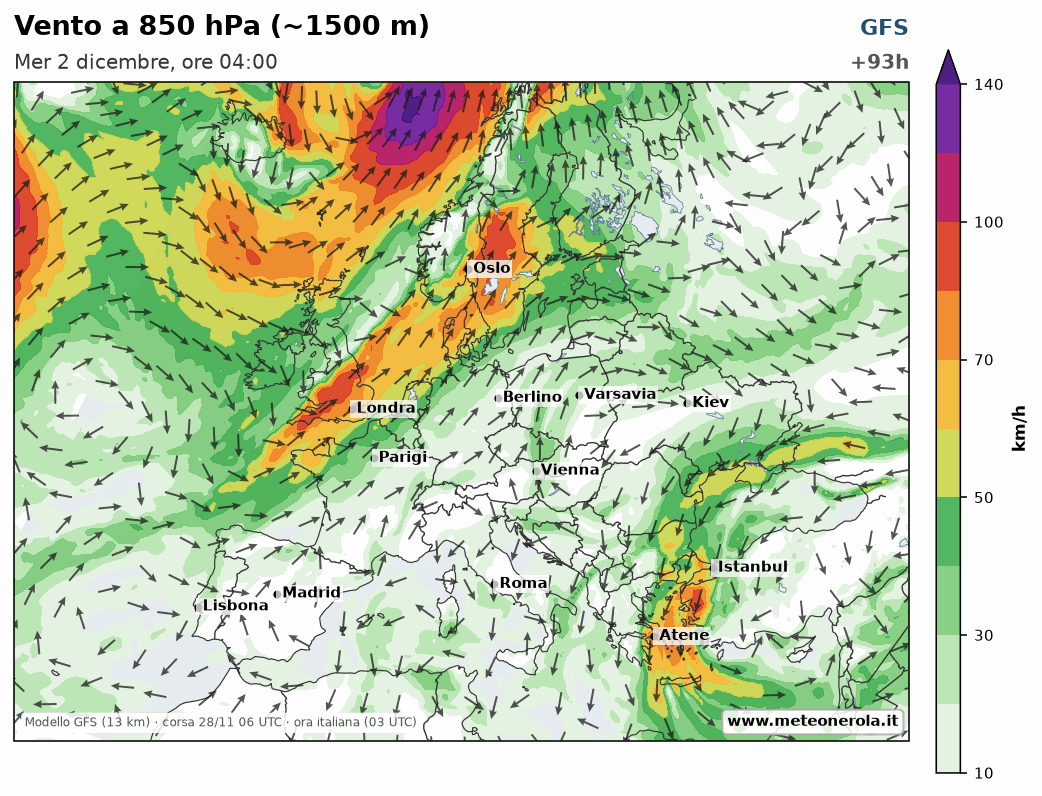 Vento a 850 hPa (~1500 m)
GFS
Mer 2 dicembre, ore 04:00
+93h
140
100
70
50
30
10
km/h
Oslo
Londra
Berlino
Varsavia
Kiev
Parigi
Vienna
Istanbul
Roma
Madrid
Lisbona
Atene
Modello GFS (13 km) · corsa 28/11 06 UTC · ora italiana (03 UTC)
www.meteonerola.it